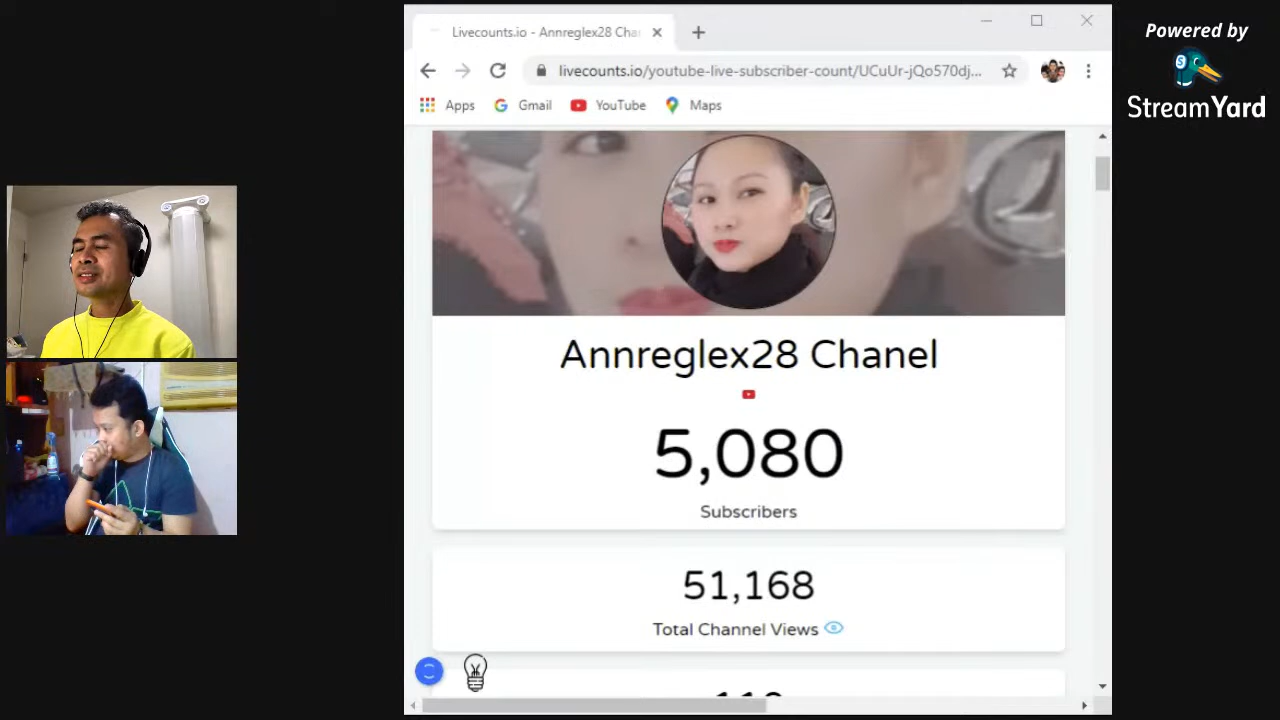 Livecounts.io - Annreglex28 Cha
livecounts.io/youtube-live-subscriber-count/UCuUr-jQo570dj...
Apps Gmail YouTube Maps
Annreglex28 Chanel
5,080
Subscribers
51,168
Total Channel Views
Powered by
StreamYard